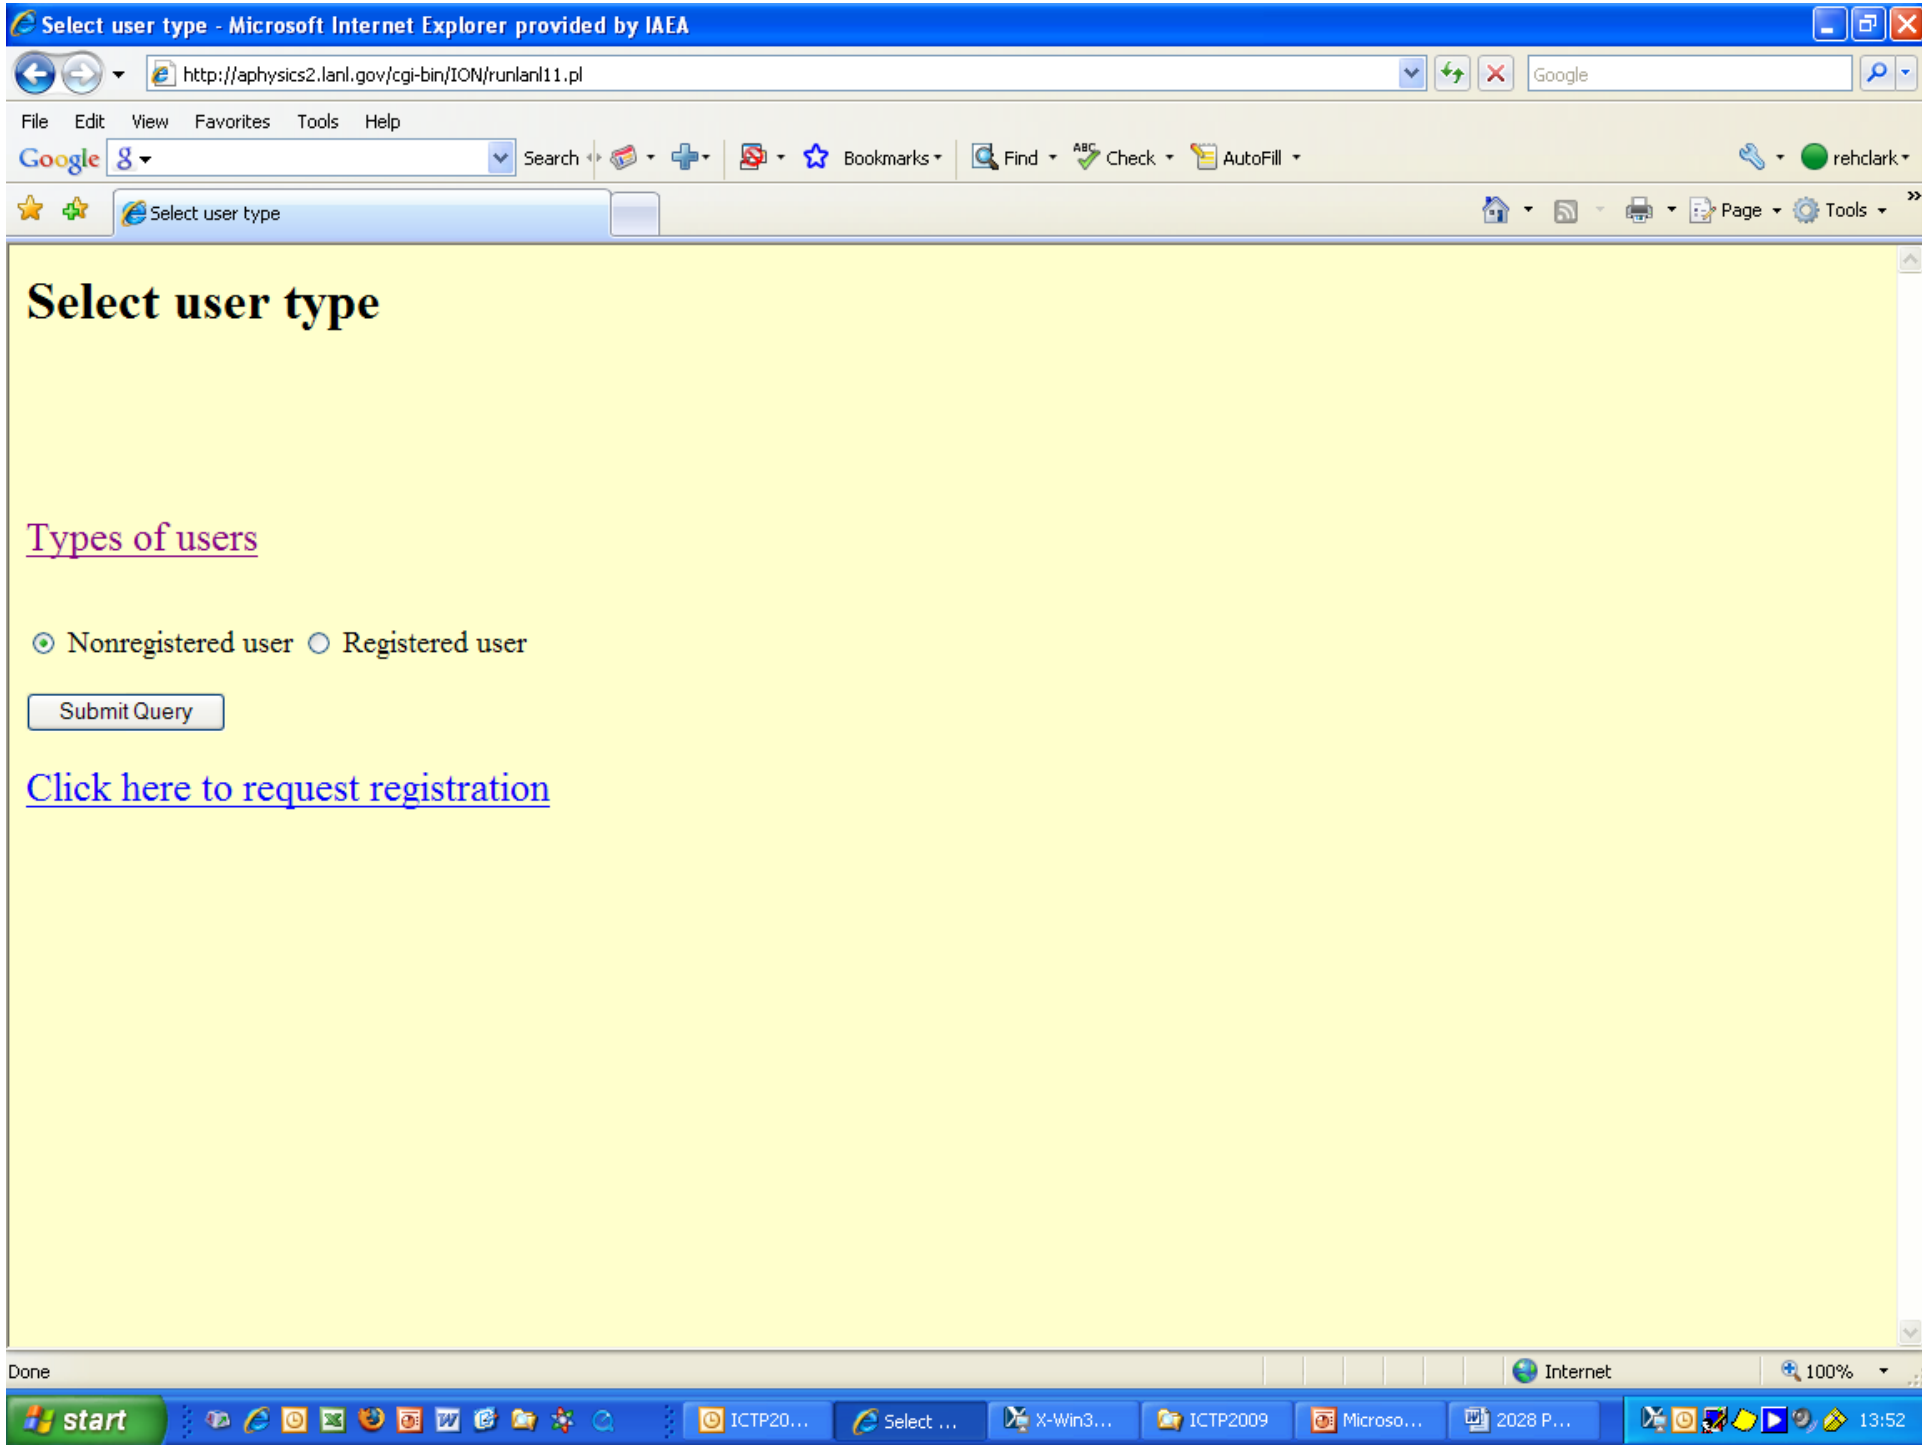 Select user type - Microsoft Internet Explorer provided by IAEA
http://aphysics2.lanl.gov/cgi-bin/ION/runlanl11.pl
Google
File Edit View Favorites Tools Help
Google Search Bookmarks Find Check AutoFill rehclark
Select user type Page Tools
Select user type
Types of users
Nonregistered user Registered user
Submit Query
Click here to request registration
Done Internet 100%
start ICTP20... Select ... X-Win3... ICTP2009 Microso... 2028 P... 13:52